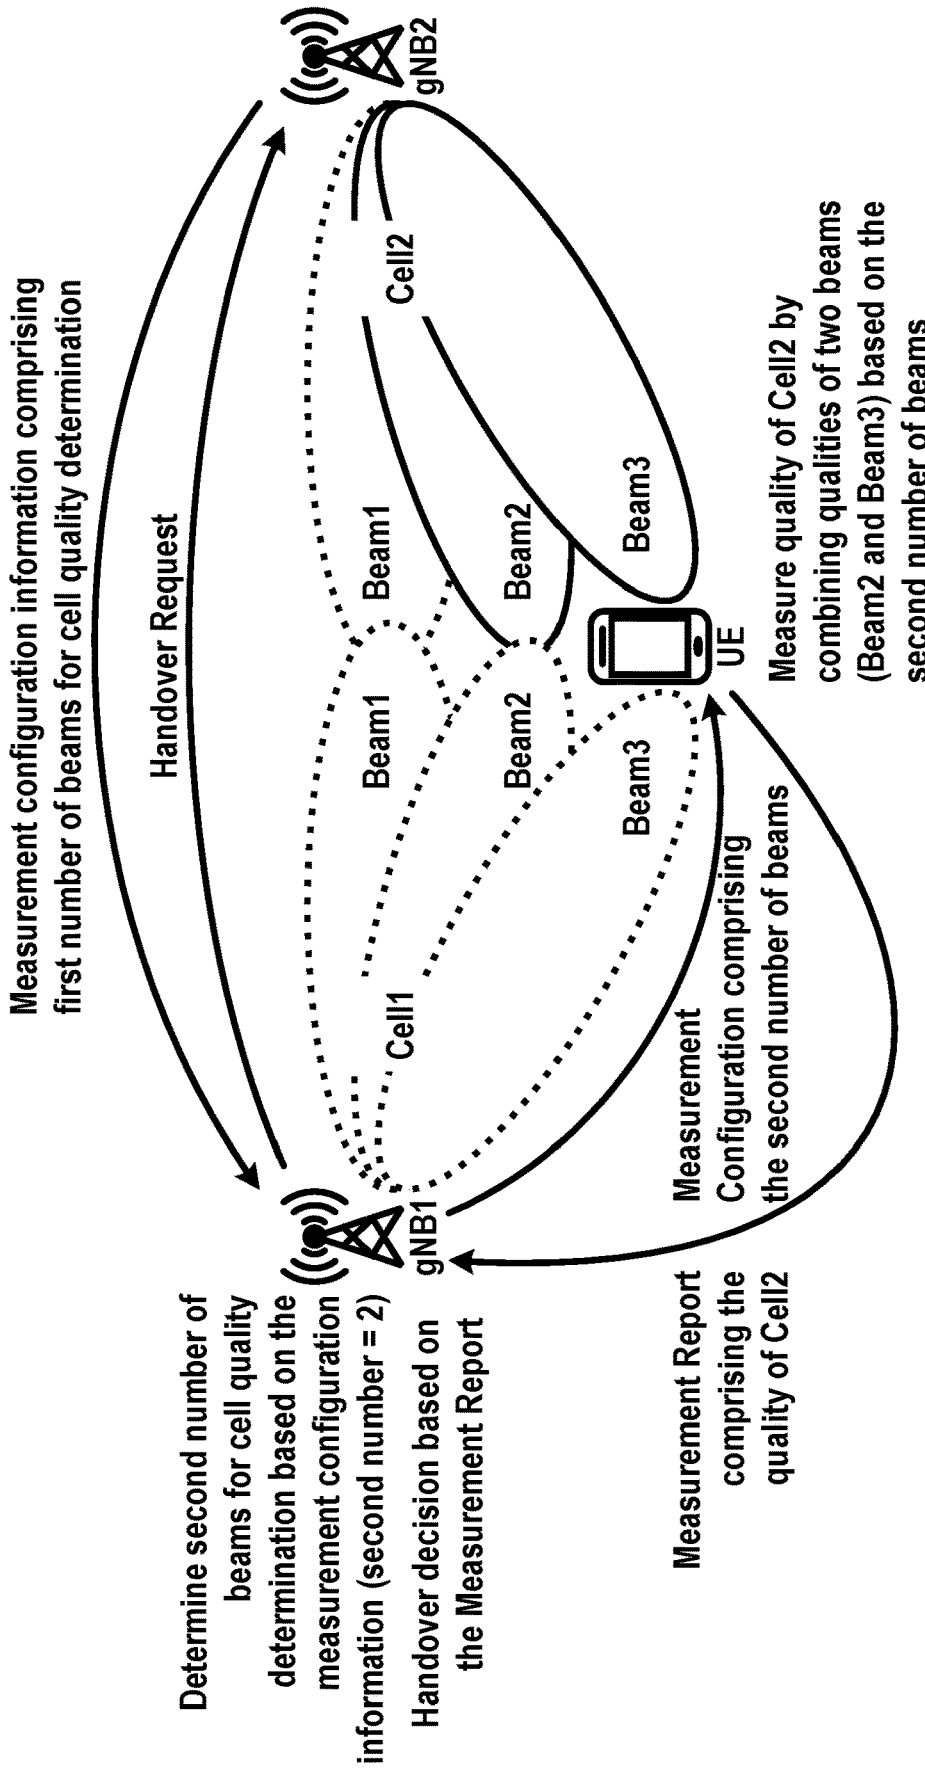 Measurement configuration information comprising
first number of beams for cell quality determination
Handover Request
Determine second number of
beams for cell quality
determination based on the
measurement configuration
information (second number = 2)
Handover decision based on
the Measurement Report
gNB1
gNB2
Cell1
Cell2
Beam1
Beam1
Beam2
Beam2
Beam3
Beam3
UE
Measurement Report
comprising the
quality of Cell2
Measurement
Configuration comprising
the second number of beams
Measure quality of Cell2 by
combining qualities of two beams
(Beam2 and Beam3) based on the
second number of beams